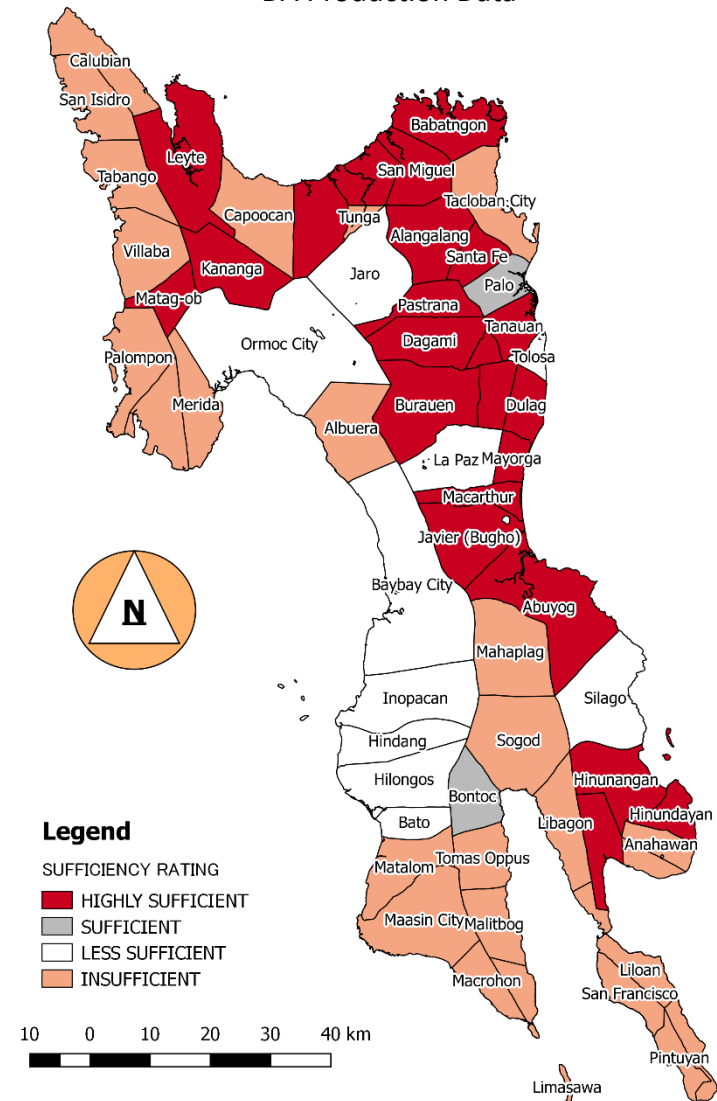 Calubian
San Isidro
Babatngon
Leyte
San Miguel
Tabango
Tacloban City
Capoocan
Tunga
Alangalang
Villaba
Santa Fe
Kananga
Jaro
Palo
Matag-ob
Pastrana
Tanauan
Ormoc City
Dagami
Palompon
Tolosa
Merida
Burauen
Dulag
Albuera
La Paz
Mayorga
Macarthur
Javier (Bugho)
Baybay City
N
Abuyog
Mahaplag
Inopacan
Silago
Hindang
Sogod
Hilongos
Hinunangan
Bontoc
Hinundayan
Bato
Libagon
Anahawan
Legend
SUFFICIENCY RATING
HIGHLY SUFFICIENT
SUFFICIENT
LESS SUFFICIENT
INSUFFICIENT
Matalom
Tomas Oppus
Maasin City
Malitbog
Macrohon
Liloan
San Francisco
10 0 10 20 30 40 km
Pintuyan
Limasawa